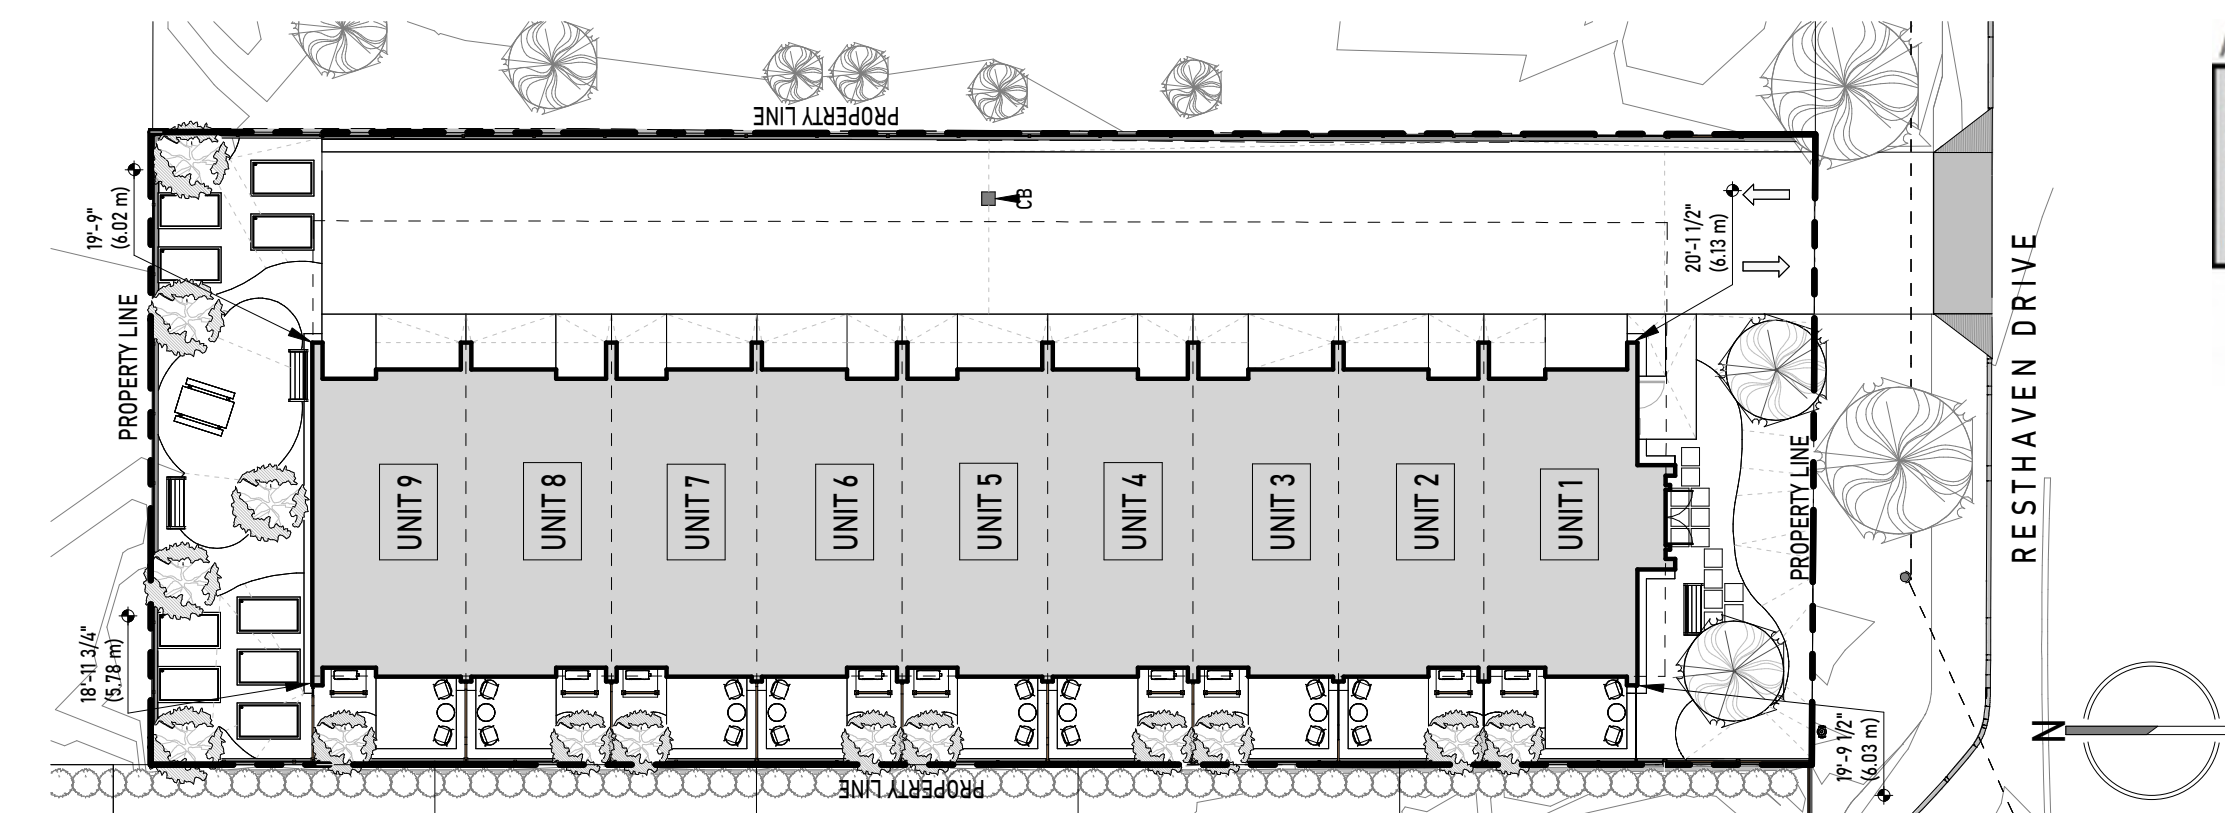 PROPERTY LINE
CB
19'-9"
(6.02 m)
20'-1 1/2"
(6.13 m)
PROPERTY LINE
RESTHAVEN DRIVE
UNIT 9
UNIT 8
UNIT 7
UNIT 6
UNIT 5
UNIT 4
UNIT 3
UNIT 2
UNIT 1
PROPERTY LINE
18'-11 3/4"
(5.78 m)
19'-9 1/2"
(6.03 m)
N
PROPERTY LINE